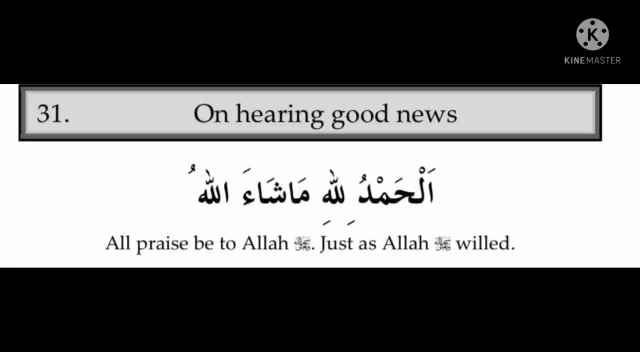 K
KINEMASTER
31. On hearing good news
اَلْحَمْدُ لِلّٰهِ مَاشَاءَ اللّٰهُ
All praise be to Allah ﷻ. Just as Allah ﷻ willed.